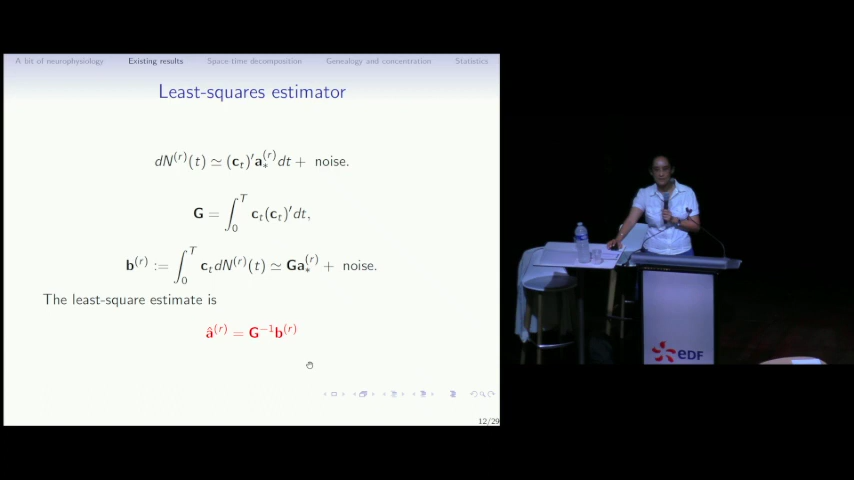 A bit of neurophysiology Existing results Space-time decomposition Genealogy and concentration Statistics
Least-squares estimator
dN^{(r)}(t) ≃ (c_t)′a_*^{(r)} dt + noise.
G = ∫_0^T c_t(c_t)′dt,
b^{(r)} := ∫_0^T c_t dN^{(r)}(t) ≃ Ga_*^{(r)} + noise.
The least-square estimate is
â^{(r)} = G^{−1}b^{(r)}
12/29
eDF